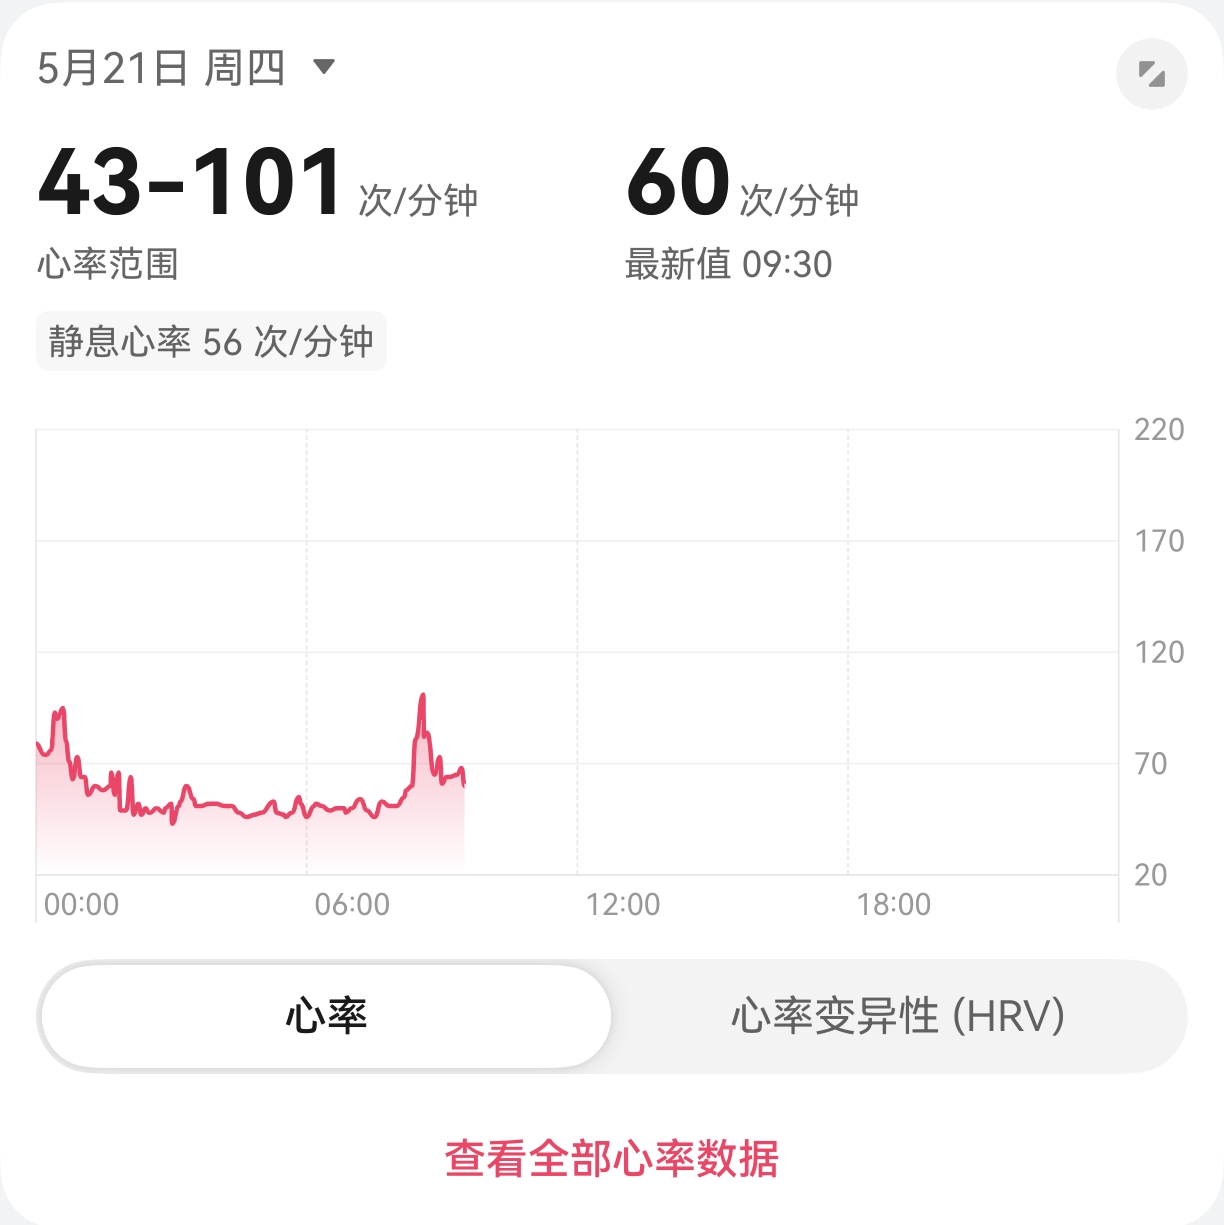 5月21日 周四
43-101 次/分钟 60 次/分钟
心率范围 最新值 09:30
静息心率 56 次/分钟
220
170
120
70
20
00:00 06:00 12:00 18:00
心率 心率变异性 (HRV)
查看全部心率数据